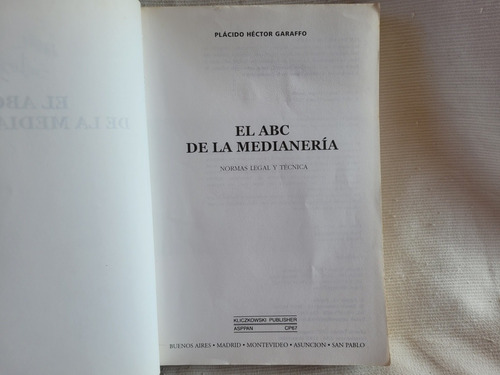 PLÁCIDO HÉCTOR GARAFFO
EL ABC
DE LA MEDIANERÍA
NORMAS LEGAL Y TÉCNICA
KLICZKOWSKI PUBLISHER
ASPPAN CP67
BUENOS AIRES • MADRID • MONTEVIDEO • ASUNCION • SAN PABLO